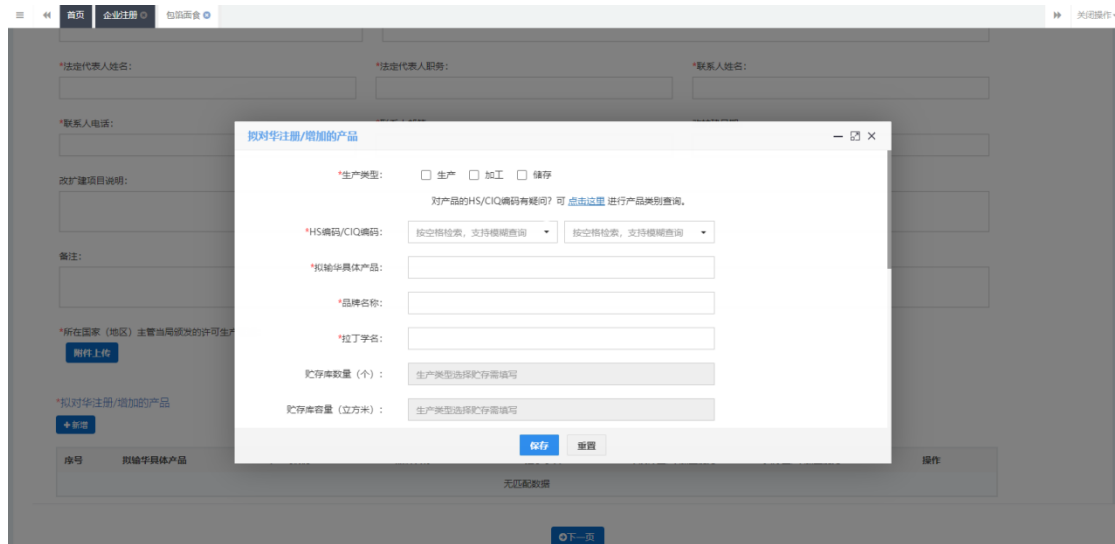 首页 企业注册 包馅面食 关闭操作
*法定代表人姓名： *法定代表人职务： *联系人姓名：
*联系人电话：
拟对华注册/增加的产品
改扩建项目说明：
*生产类型： 生产 加工 储存
对产品的HS/CIQ编码有疑问？可 点击这里 进行产品类别查询。
*HS编码/CIQ编码： 按空格检索，支持模糊查询 按空格检索，支持模糊查询
备注：
*拟输华具体产品：
*品牌名称：
*所在国家（地区）主管当局颁发的许可生产
*拉丁学名：
附件上传
贮存库数量（个）： 生产类型选择贮存需填写
*拟对华注册/增加的产品
贮存库容量（立方米）： 生产类型选择贮存需填写
+新增
保存 重置
序号 拟输华具体产品 操作
无匹配数据
下一页